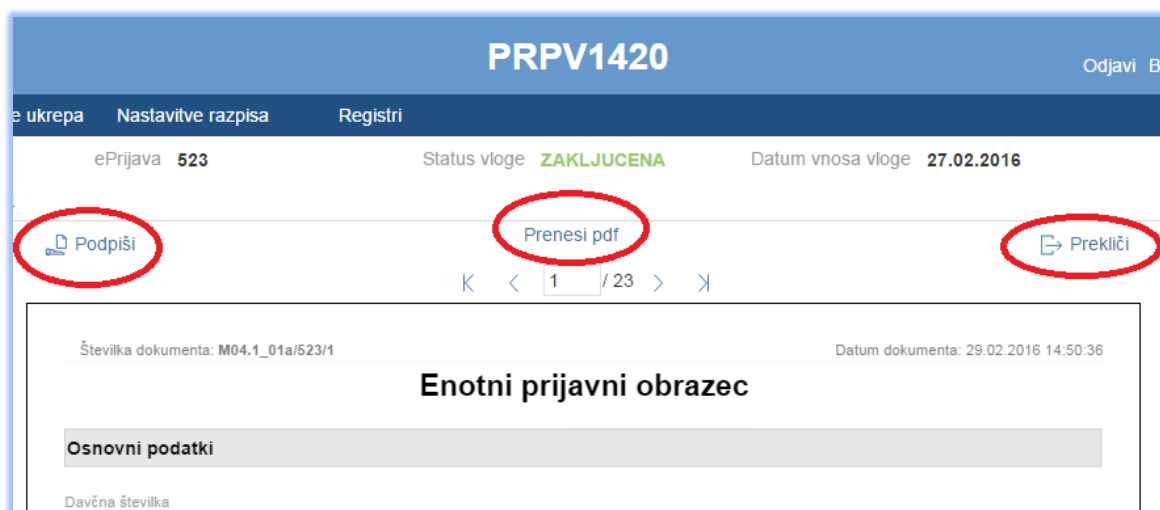 PRPV1420
Odjavi B
e ukrepa Nastavitve razpisa Registri
ePrijava 523 Status vloge ZAKLJUCENA Datum vnosa vloge 27.02.2016
Podpiši Prenesi pdf Prekliči
1 / 23
Številka dokumenta: M04.1_01a/523/1 Datum dokumenta: 29.02.2016 14:50:36
Enotni prijavni obrazec
Osnovni podatki
Davčna številka